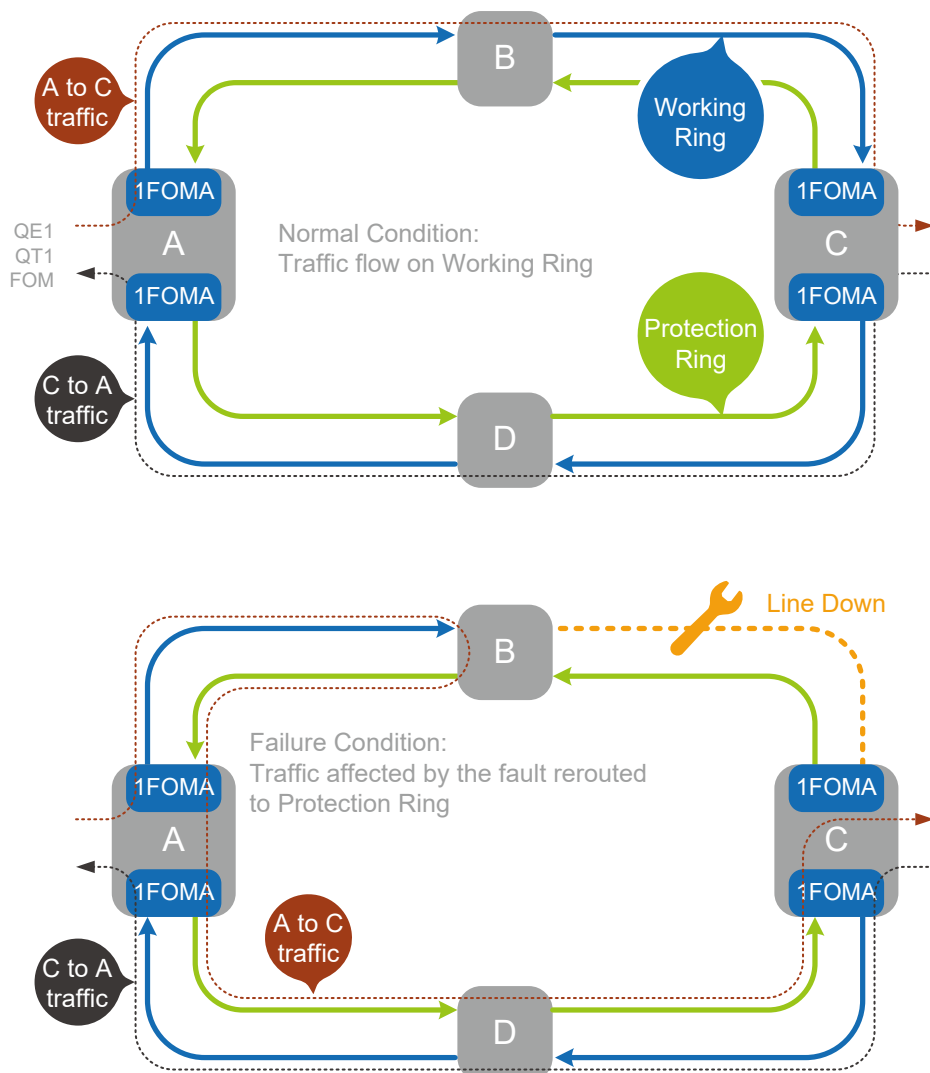 B
A to C
traffic
Working
Ring
1FOMA
1FOMA
QE1
QT1
FOM
A
Normal Condition:
Traffic flow on Working Ring
C
1FOMA
1FOMA
Protection
Ring
C to A
traffic
D
Line Down
B
Failure Condition:
Traffic affected by the fault rerouted
to Protection Ring
1FOMA
1FOMA
A
C
1FOMA
1FOMA
A to C
traffic
C to A
traffic
D